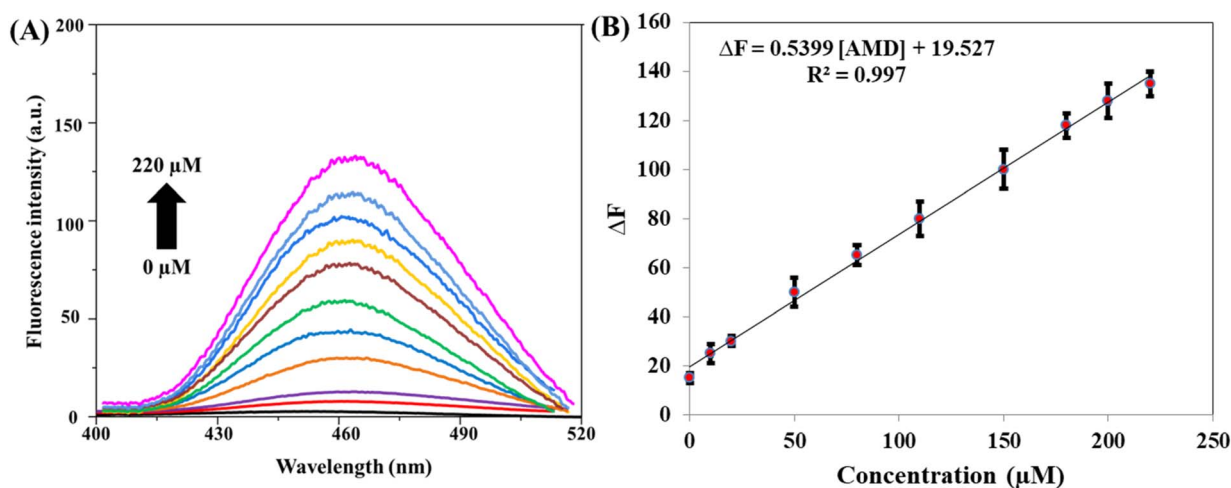 (A)
200
150
100
50
0
Fluorescence intensity (a.u.)
220 µM
0 µM
400 430 460 490 520
Wavelength (nm)
(B)
160
140
120
100
80
60
40
20
0
ΔF
ΔF = 0.5399 [AMD] + 19.527
R² = 0.997
0 50 100 150 200 250
Concentration (µM)